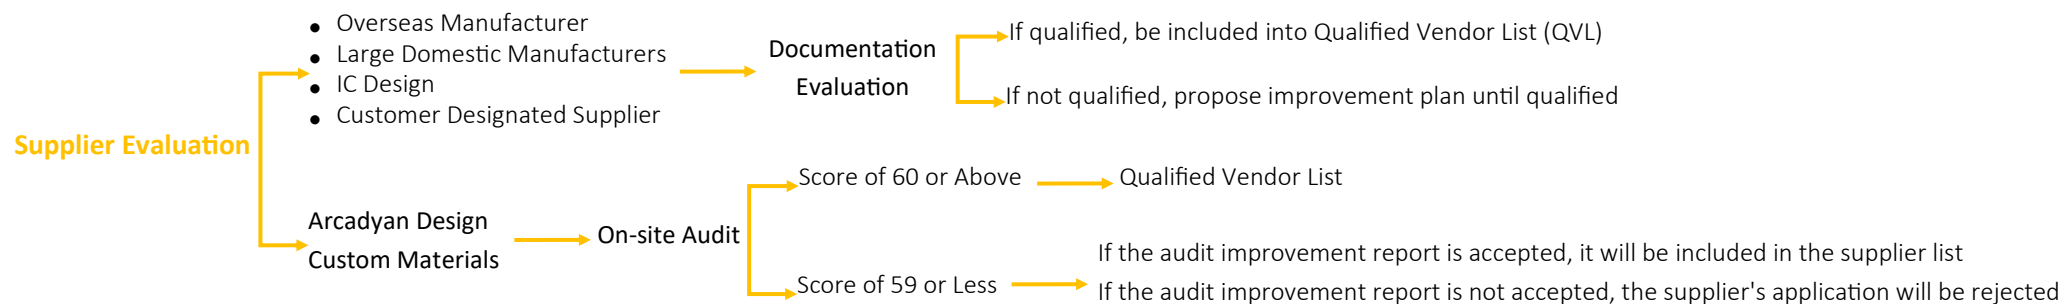 Supplier Evaluation
● Overseas Manufacturer
● Large Domestic Manufacturers
● IC Design
● Customer Designated Supplier
Documentation
Evaluation
If qualified, be included into Qualified Vendor List (QVL)
If not qualified, propose improvement plan until qualified
Arcadyan Design
Custom Materials
On-site Audit
Score of 60 or Above
Qualified Vendor List
Score of 59 or Less
If the audit improvement report is accepted, it will be included in the supplier list
If the audit improvement report is not accepted, the supplier's application will be rejected